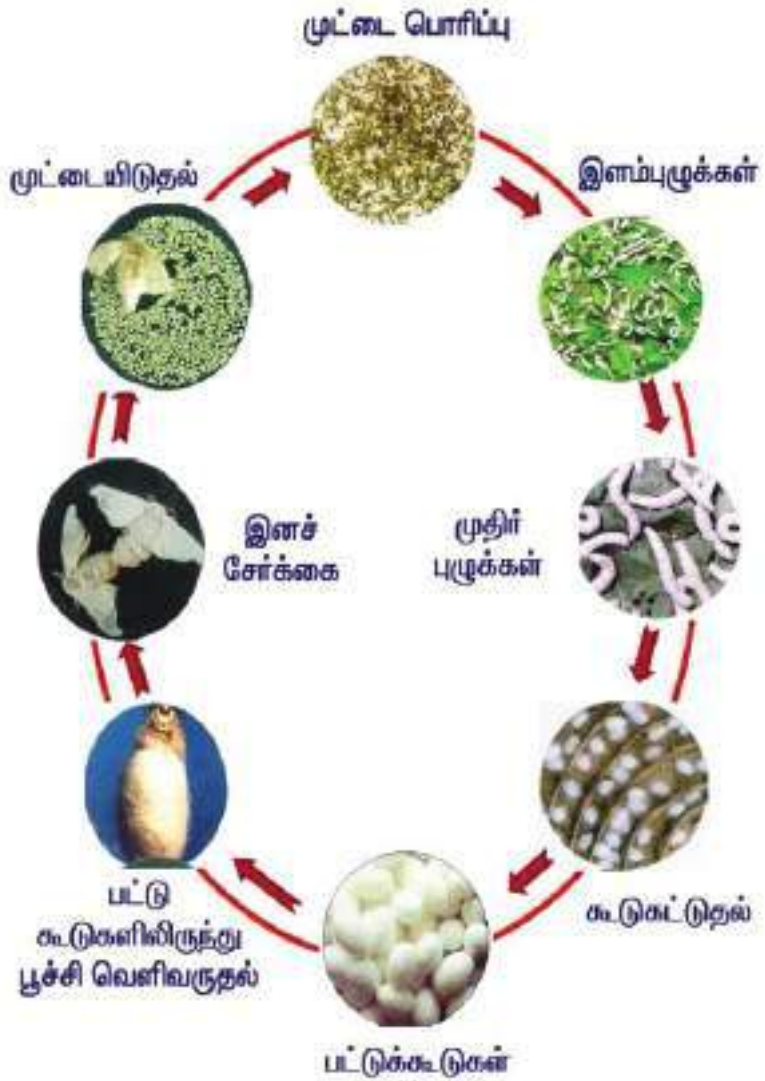 முட்டை பொரிப்பு
இளம்புழுக்கள்
முதிர்
புழுக்கள்
கூடுகட்டுதல்
பட்டுக்கூடுகள்
பட்டு
கூடுகளிலிருந்து
பூச்சி வெளிவருதல்
இனச்
சேர்க்கை
முட்டையிடுதல்